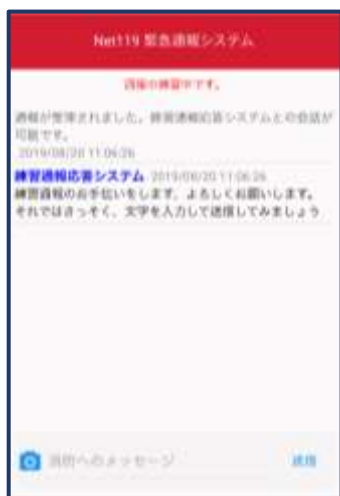 Net119 緊急通報システム
通報の練習中です。
通報が受理されました。練習通報応答システムとの会話が
可能です。
2019/08/20 11:06:26
練習通報応答システム 2019/08/20 11:06:26
練習通報のお手伝いをします。よろしくお願いします。
それではさっそく、文字を入力して送信してみましょう
消防へのメッセージ
送信